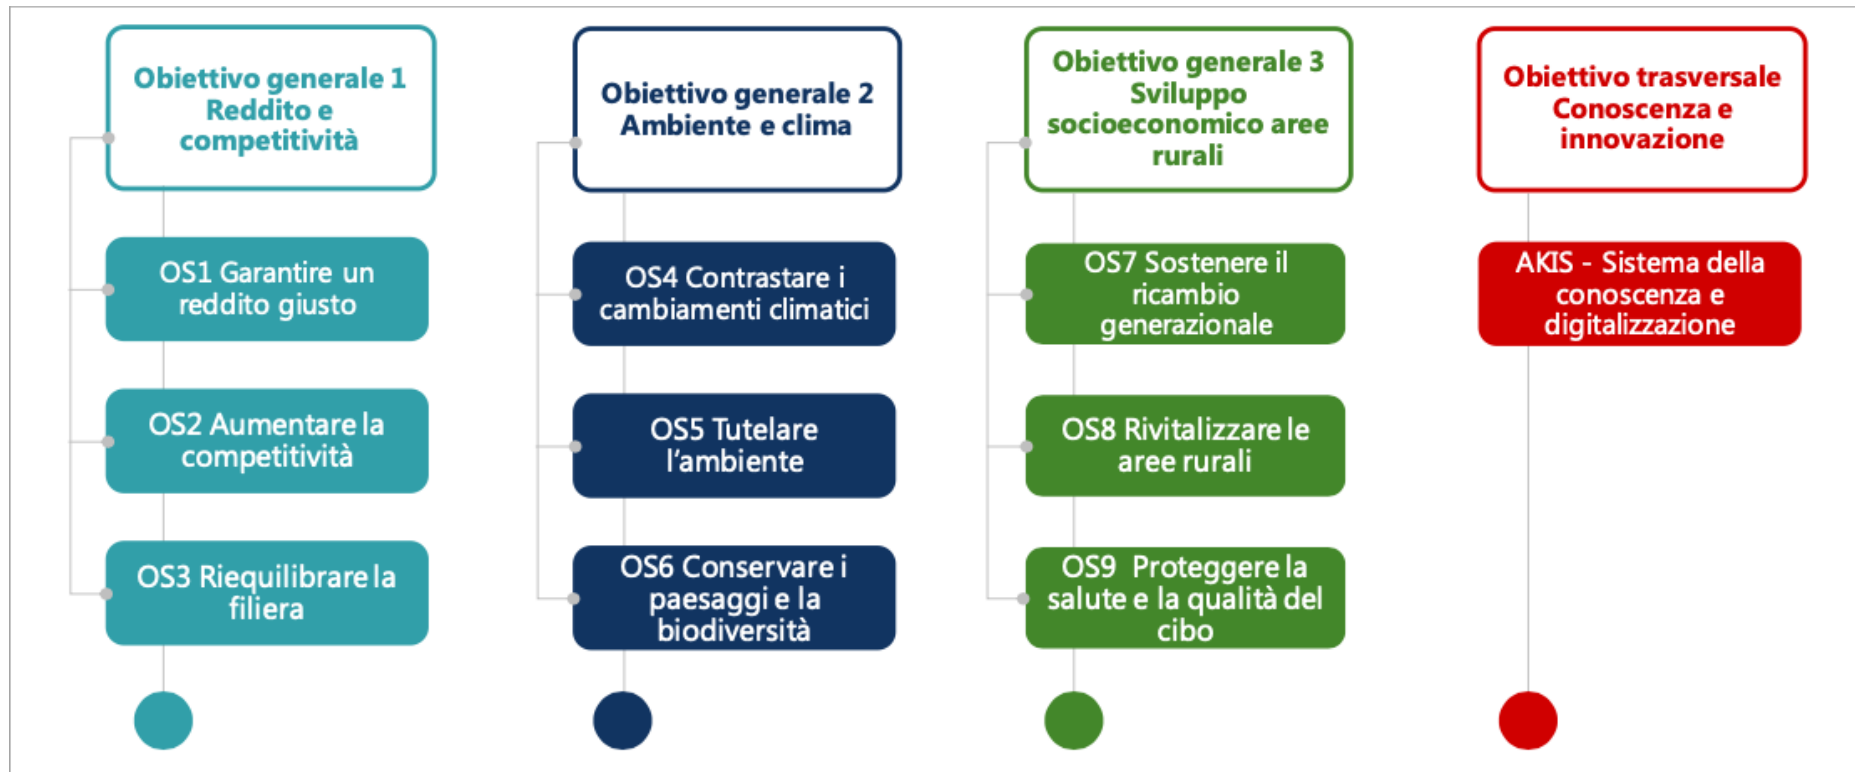 Obiettivo generale 1
Reddito e
competitività
OS1 Garantire un
reddito giusto
OS2 Aumentare la
competitività
OS3 Riequilibrare la
filiera
Obiettivo generale 2
Ambiente e clima
OS4 Contrastare i
cambiamenti climatici
OS5 Tutelare
l'ambiente
OS6 Conservare i
paesaggi e la
biodiversità
Obiettivo generale 3
Sviluppo
socioeconomico aree
rurali
OS7 Sostenere il
ricambio
generazionale
OS8 Rivitalizzare le
aree rurali
OS9 Proteggere la
salute e la qualità del
cibo
Obiettivo trasversale
Conoscenza e
innovazione
AKIS - Sistema della
conoscenza e
digitalizzazione